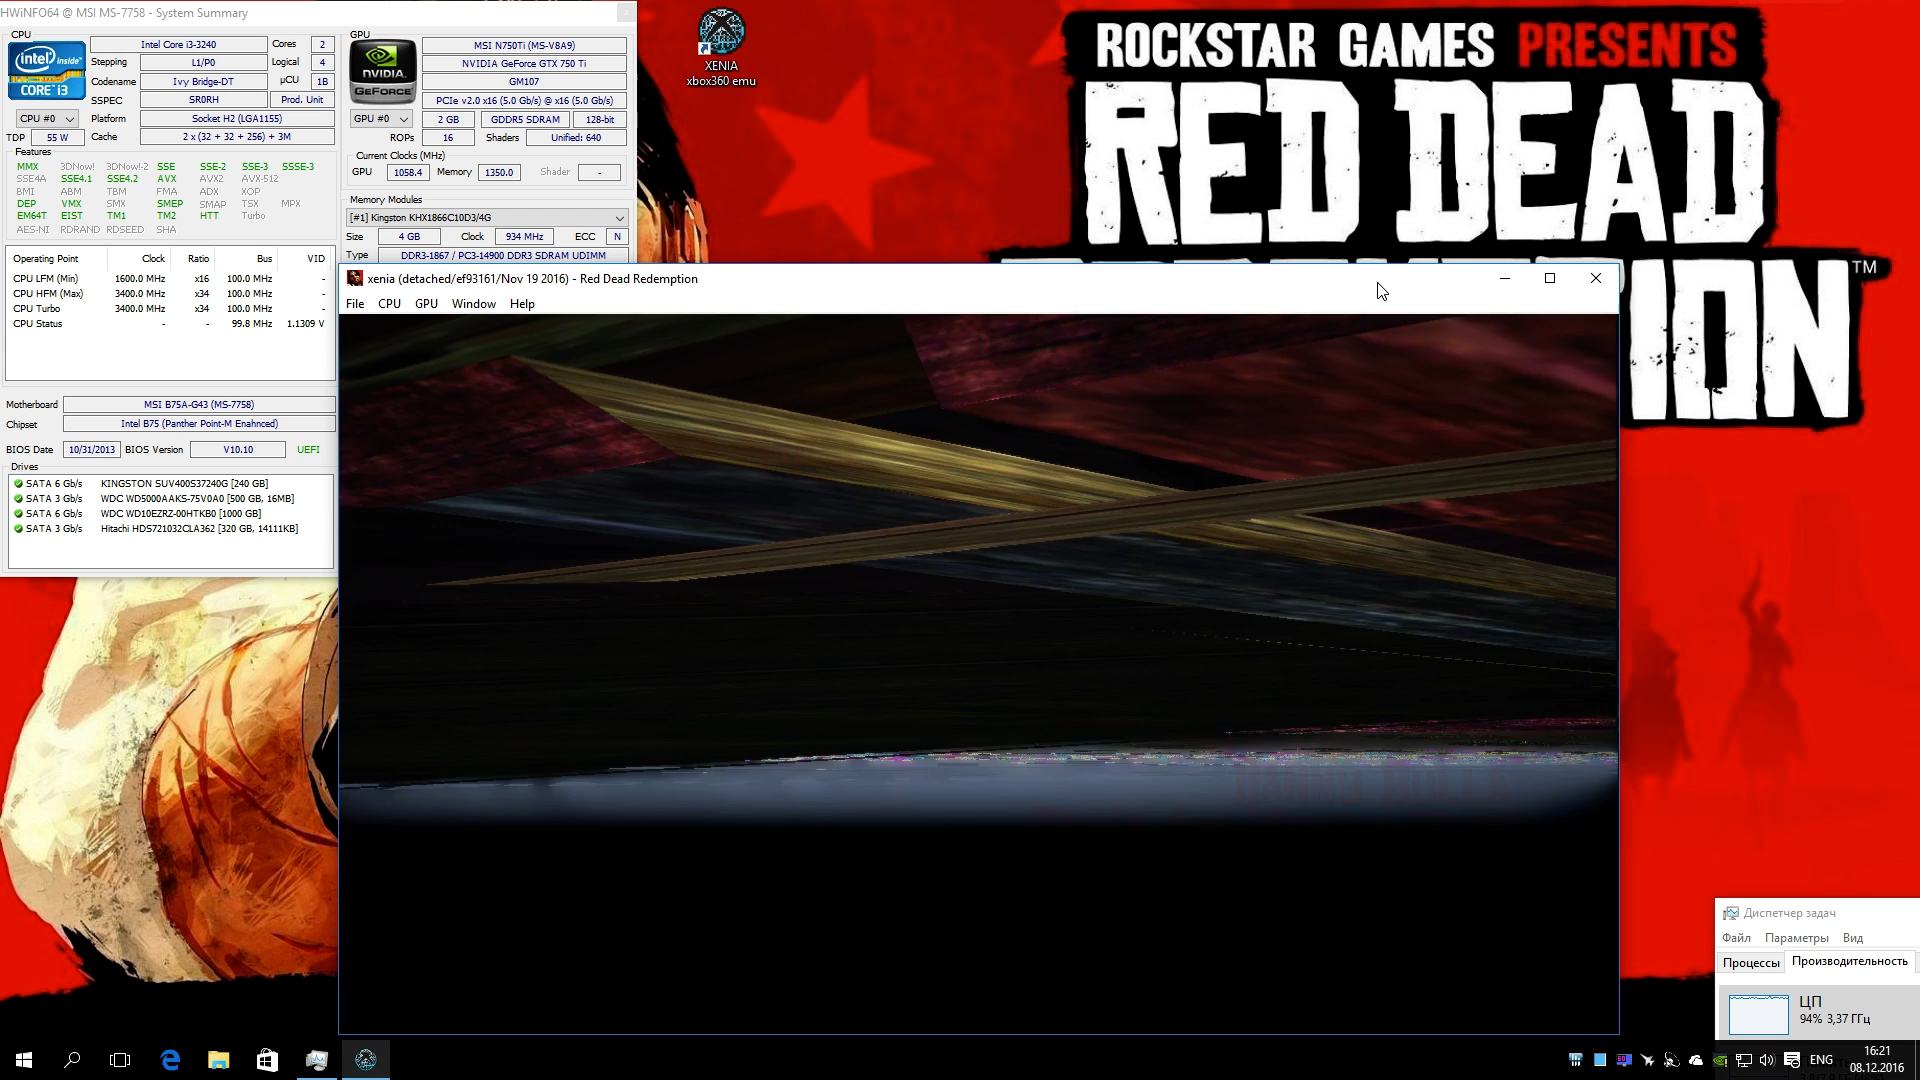 HWiNFO64 @ MSI MS-7758 - System Summary
CPU
intel inside
CORE i3
Intel Core i3-3240
Cores 2
Stepping L1/P0
Logical 4
Codename Ivy Bridge-DT
µCU 1B
SSPEC SR0RH Prod. Unit
CPU #0
Platform Socket H2 (LGA1155)
TDP 55 W
Cache 2 x (32 + 32 + 256) + 3M
Features
MMX 3DNow! 3DNow!-2 SSE SSE-2 SSE-3 SSSE-3
SSE4A SSE4.1 SSE4.2 AVX AVX2 AVX-512
BMI ABM TBM FMA ADX XOP
DEP VMX SMX SMEP SMAP TSX MPX
EM64T EIST TM1 TM2 HTT Turbo
AES-NI RDRAND RDSEED SHA
Operating Point Clock Ratio Bus VID
CPU LFM (Min) 1600.0 MHz x16 100.0 MHz -
CPU HFM (Max) 3400.0 MHz x34 100.0 MHz -
CPU Turbo 3400.0 MHz x34 100.0 MHz -
CPU Status - - 99.8 MHz 1.1309 V
Motherboard MSI B75A-G43 (MS-7758)
Chipset Intel B75 (Panther Point-M Enahnced)
BIOS Date 10/31/2013 BIOS Version V10.10 UEFI
Drives
SATA 6 Gb/s KINGSTON SUV400S37240G [240 GB]
SATA 3 Gb/s WDC WD5000AAKS-75V0A0 [500 GB, 16MB]
SATA 6 Gb/s WDC WD10EZRZ-00HTKB0 [1000 GB]
SATA 3 Gb/s Hitachi HDS721032CLA362 [320 GB, 14111KB]
GPU
NVIDIA.
GEFORCE
MSI N750Ti (MS-V8A9)
NVIDIA GeForce GTX 750 Ti
GM107
PCIe v2.0 x16 (5.0 Gb/s) @ x16 (5.0 Gb/s)
GPU #0
2 GB GDDR5 SDRAM 128-bit
ROPs 16 Shaders Unified: 640
Current Clocks (MHz)
GPU 1058.4 Memory 1350.0 Shader -
Memory Modules
[#1] Kingston KHX1866C10D3/4G
Size 4 GB Clock 934 MHz ECC N
Type DDR3-1867 / PC3-14900 DDR3 SDRAM UDIMM
XENIA
xbox360 emu
ROCKSTAR GAMES PRESENTS
RED DEAD
TM
xenia (detached/ef93161/Nov 19 2016) - Red Dead Redemption
File CPU GPU Window Help
Диспетчер задач
Файл Параметры Вид
Процессы Производительность
ЦП
94% 3,37 ГГц
ENG
16:21
08.12.2016